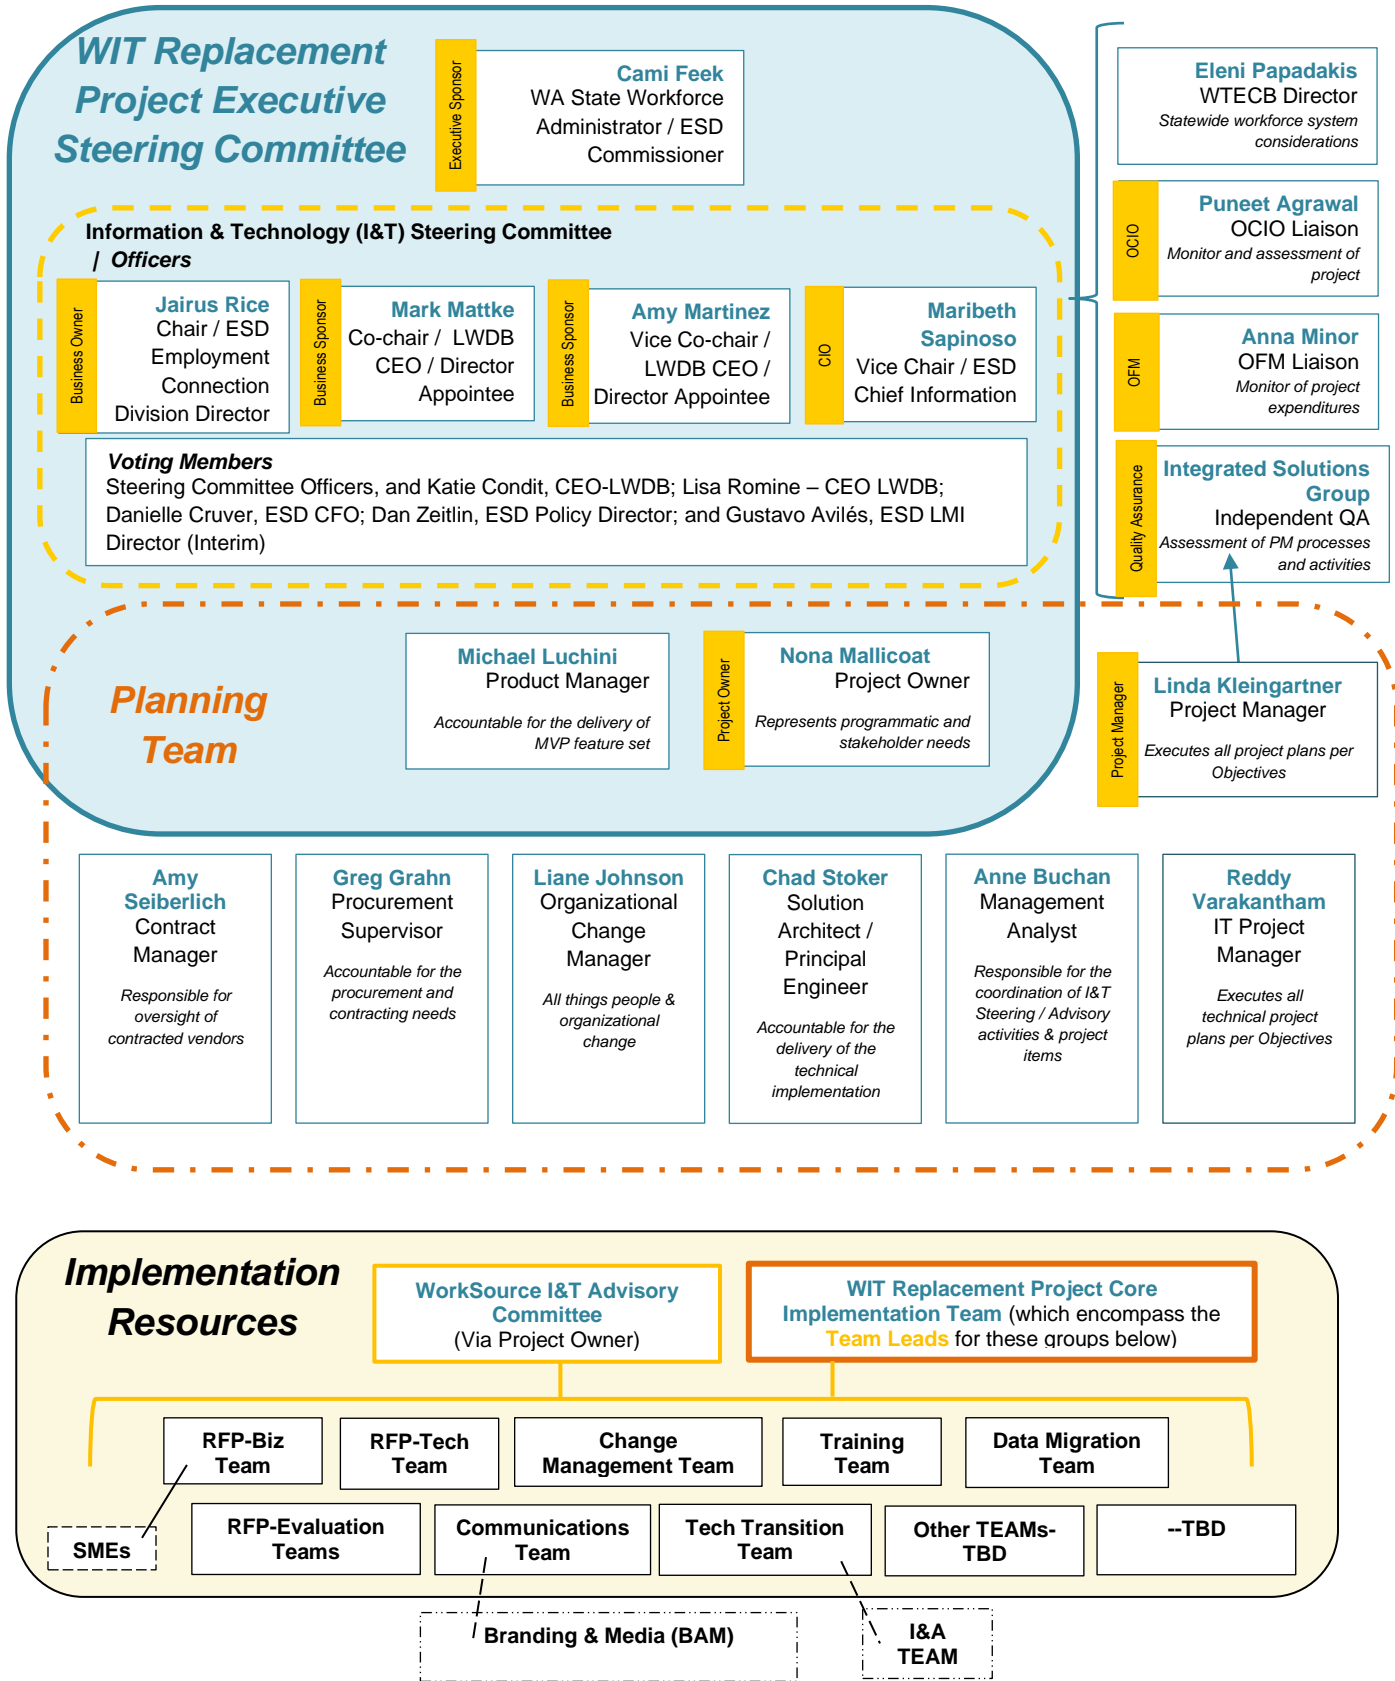 WIT Replacement
Project Executive
Steering Committee
Executive Sponsor
Cami Feek
WA State Workforce
Administrator / ESD
Commissioner
Eleni Papadakis
WTECB Director
Statewide workforce system
considerations
OCIO
Puneet Agrawal
OCIO Liaison
Monitor and assessment of
project
OFM
Anna Minor
OFM Liaison
Monitor of project
expenditures
Quality Assurance
Integrated Solutions
Group
Independent QA
Assessment of PM processes
and activities
Information & Technology (I&T) Steering Committee
/ Officers
Business Owner
Jairus Rice
Chair / ESD
Employment
Connection
Division Director
Business Sponsor
Mark Mattke
Co-chair / LWDB
CEO / Director
Appointee
Business Sponsor
Amy Martinez
Vice Co-chair /
LWDB CEO /
Director Appointee
CIO
Maribeth
Sapinoso
Vice Chair / ESD
Chief Information
Voting Members
Steering Committee Officers, and Katie Condit, CEO-LWDB; Lisa Romine – CEO LWDB;
Danielle Cruver, ESD CFO; Dan Zeitlin, ESD Policy Director; and Gustavo Avilés, ESD LMI
Director (Interim)
Planning
Team
Michael Luchini
Product Manager
Accountable for the delivery of
MVP feature set
Project Owner
Nona Mallicoat
Project Owner
Represents programmatic and
stakeholder needs
Project Manager
Linda Kleingartner
Project Manager
Executes all project plans per
Objectives
Amy
Seiberlich
Contract
Manager
Responsible for
oversight of
contracted vendors
Greg Grahn
Procurement
Supervisor
Accountable for the
procurement and
contracting needs
Liane Johnson
Organizational
Change
Manager
All things people &
organizational
change
Chad Stoker
Solution
Architect /
Principal
Engineer
Accountable for the
delivery of the
technical
implementation
Anne Buchan
Management
Analyst
Responsible for the
coordination of I&T
Steering / Advisory
activities & project
items
Reddy
Varakantham
IT Project
Manager
Executes all
technical project
plans per Objectives
Implementation
Resources
WorkSource I&T Advisory
Committee
(Via Project Owner)
WIT Replacement Project Core
Implementation Team (which encompass the
Team Leads for these groups below)
RFP-Biz
Team
RFP-Tech
Team
Change
Management Team
Training
Team
Data Migration
Team
SMEs
RFP-Evaluation
Teams
Communications
Team
Tech Transition
Team
Other TEAMs-
TBD
--TBD
Branding & Media (BAM)
I&A
TEAM